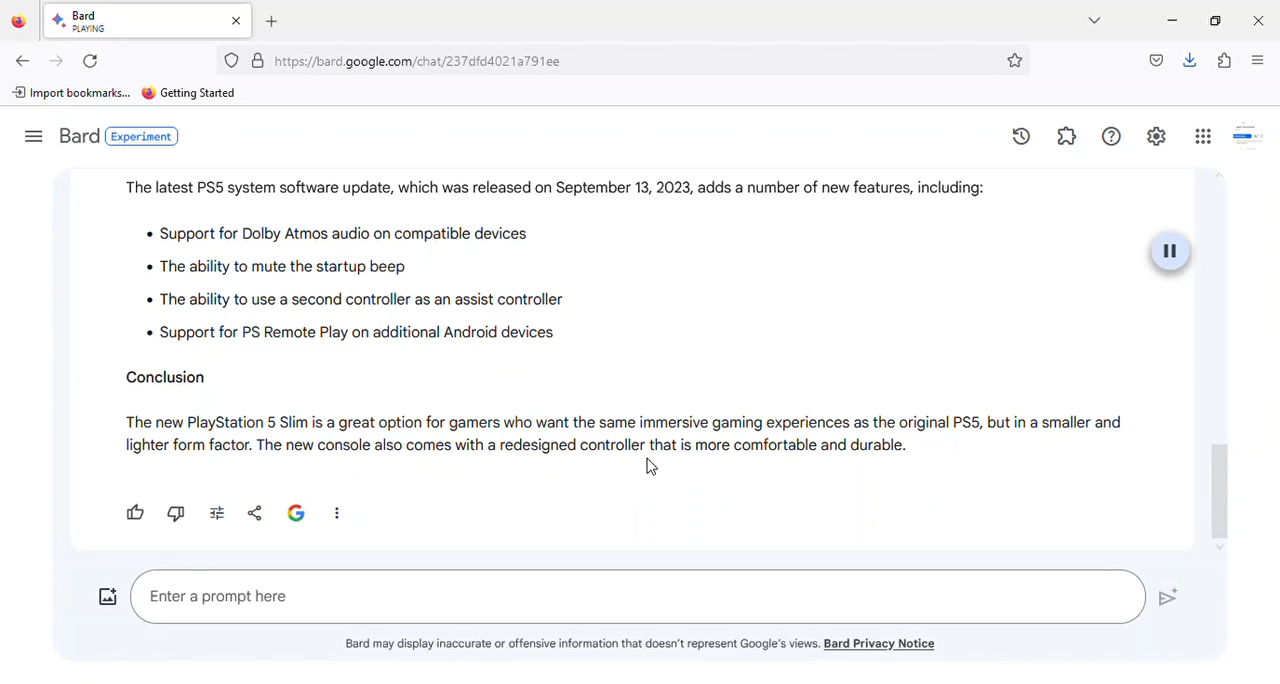 Bard
PLAYING
https://bard.google.com/chat/237dfd4021a791ee
Import bookmarks...
Getting Started
Bard Experiment
The latest PS5 system software update, which was released on September 13, 2023, adds a number of new features, including:
• Support for Dolby Atmos audio on compatible devices
• The ability to mute the startup beep
• The ability to use a second controller as an assist controller
• Support for PS Remote Play on additional Android devices
Conclusion
The new PlayStation 5 Slim is a great option for gamers who want the same immersive gaming experiences as the original PS5, but in a smaller and
lighter form factor. The new console also comes with a redesigned controller that is more comfortable and durable.
Enter a prompt here
Bard may display inaccurate or offensive information that doesn't represent Google's views. Bard Privacy Notice